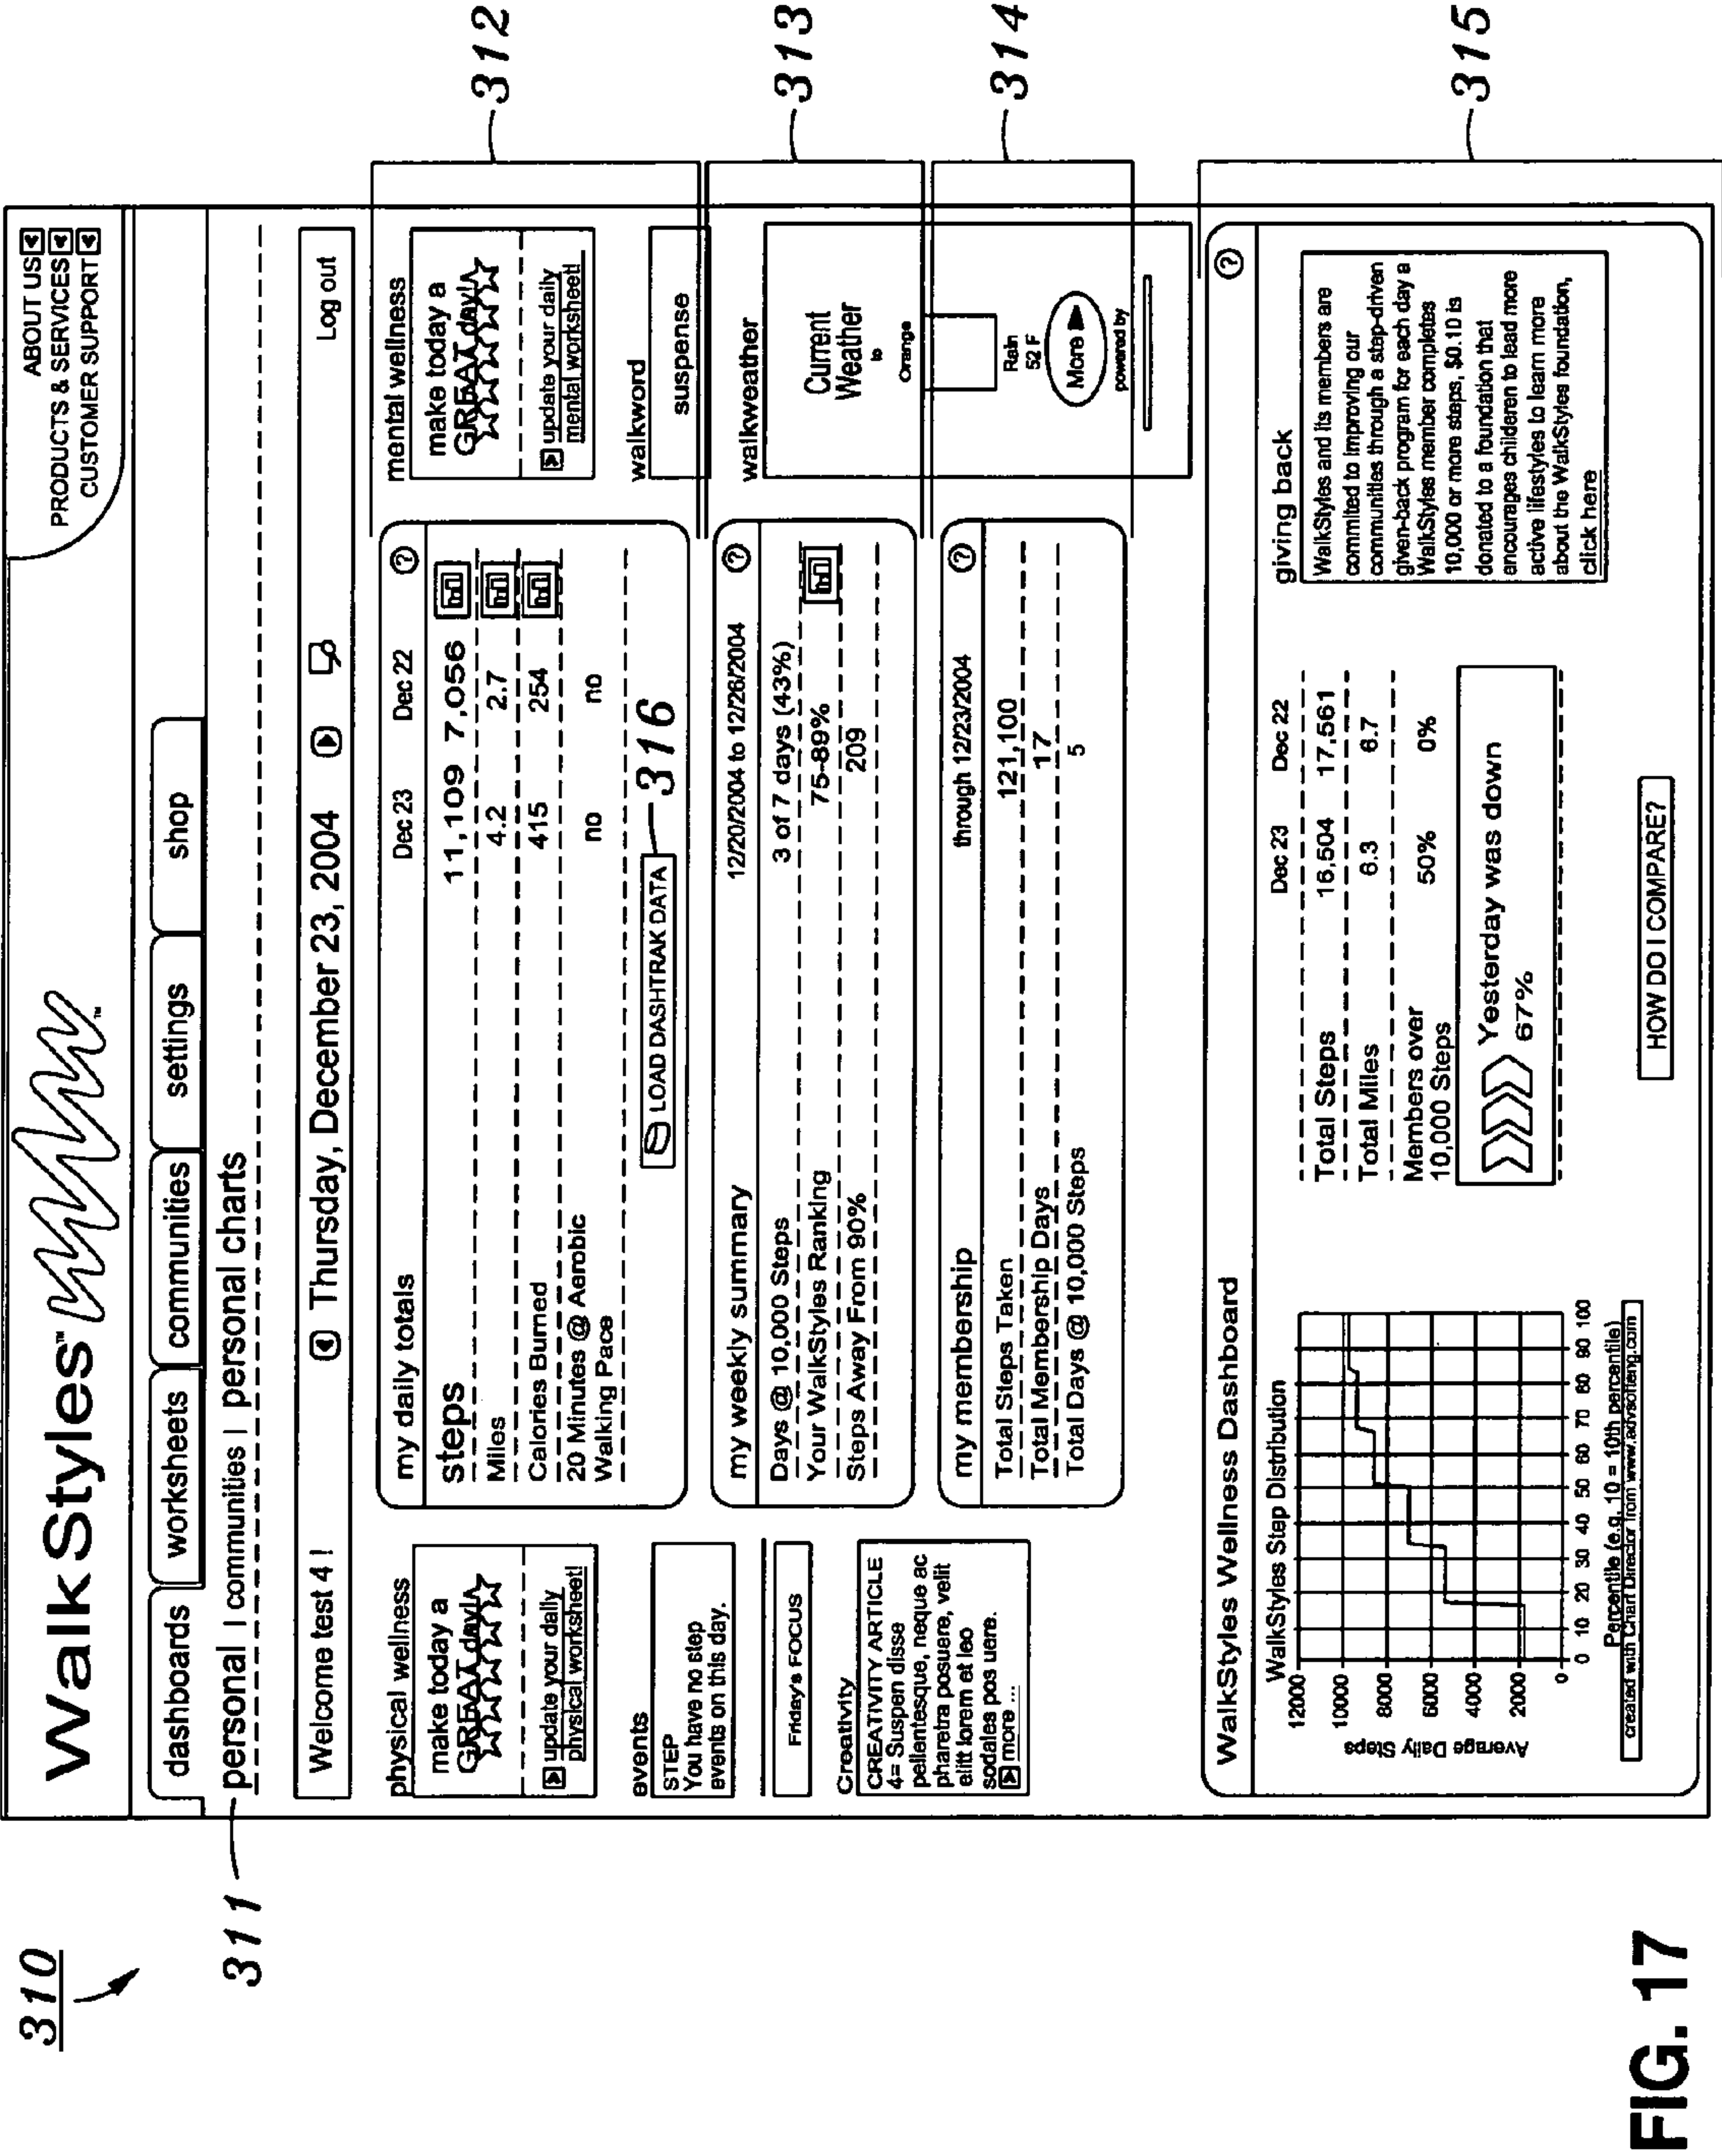 310
WalkStyles™
ABOUT US
PRODUCTS & SERVICES
CUSTOMER SUPPORT
dashboards worksheets communities settings shop
311
personal | communities | personal charts
Welcome test 4 ! Thursday, December 23, 2004 Log out
physical wellness
make today a
GREAT day!
update your daily
physical worksheet!
events
STEP
You have no step
events on this day.
Friday's FOCUS
Creativity
CREATIVITY ARTICLE
4= Suspen disse
pellentesque, neque ac
pharetra posuere, velit
elitt lorem et leo
sodales pos uere.
more ...
my daily totals Dec 23 Dec 22 ?
steps 11,109 7,056
Miles 4.2 2.7
Calories Burned 415 254
20 Minutes @ Aerobic
Walking Pace no no
LOAD DASHTRAK DATA 316
my weekly summary 12/20/2004 to 12/26/2004 ?
Days @ 10,000 Steps 3 of 7 days (43%)
Your WalkStyles Ranking 75-89%
Steps Away From 90% 209
my membership through 12/23/2004 ?
Total Steps Taken 121,100
Total Membership Days 17
Total Days @ 10,000 Steps 5
mental wellness
make today a
GREAT day!
update your daily
mental worksheet!
walkword
suspense
walkweather
Current
Weather
to
Orange
Rain
52 F
More
powered by
312
313
314
315
WalkStyles Wellness Dashboard ?
WalkStyles Step Distribution
Average Daily Steps
12000
10000
8000
6000
4000
2000
0
0 10 20 30 40 50 60 70 80 90 100
Percentile (e.g. 10 = 10th percentile)
created with Chart Director from www.advsofteng.com
Dec 23 Dec 22
Total Steps 16,504 17,561
Total Miles 6.3 6.7
Members over
10,000 Steps 50% 0%
Yesterday was down
67%
HOW DO I COMPARE?
giving back
WalkStyles and its members are
commited to improving our
communities through a step-driven
given-back program for each day a
WalkStyles member completes
10,000 or more steps, $0.10 is
donated to a foundation that
encourages childeren to lead more
active lifestyles to learn more
about the WalkStyles foundation,
click here
FIG. 17